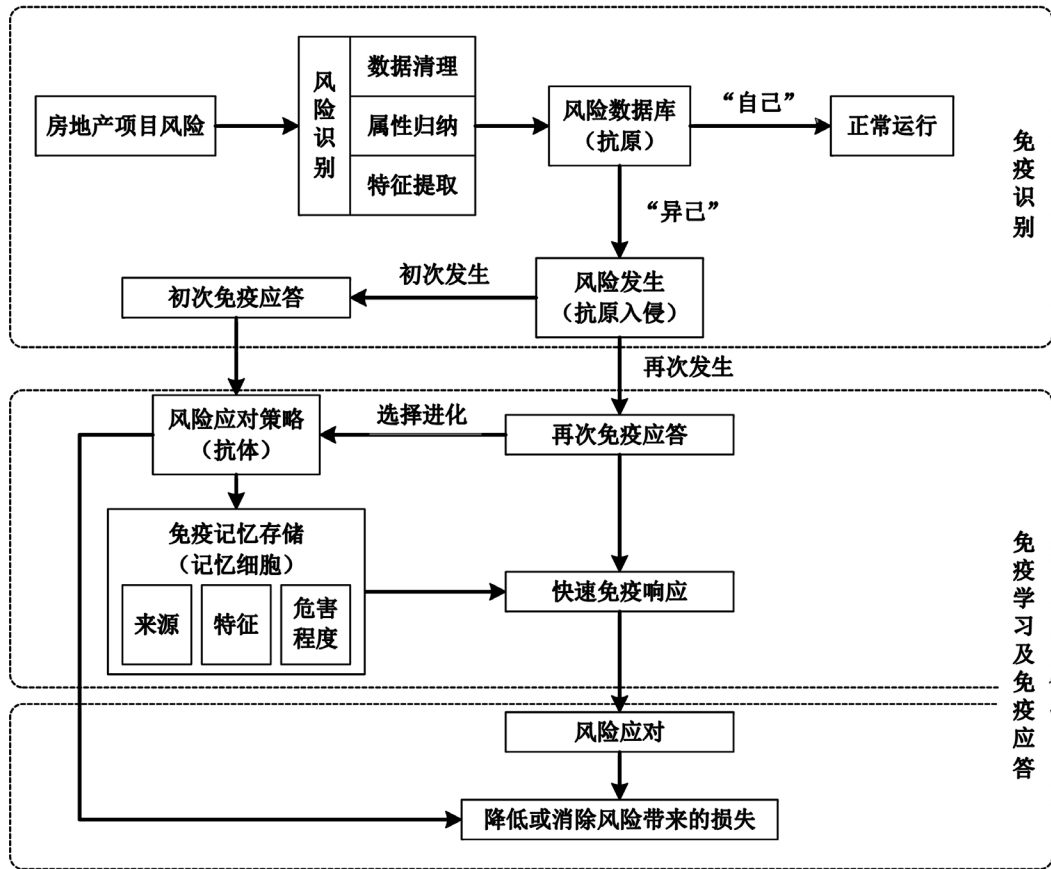 房地产项目风险
风险识别
数据清理
属性归纳
特征提取
风险数据库
（抗原）
“自己”
正常运行
免疫识别
“异己”
风险发生
（抗原入侵）
初次发生
初次免疫应答
再次发生
风险应对策略
（抗体）
选择进化
再次免疫应答
免疫记忆存储
（记忆细胞）
来源
特征
危害
程度
快速免疫响应
免疫学习及免疫应答
风险应对
降低或消除风险带来的损失